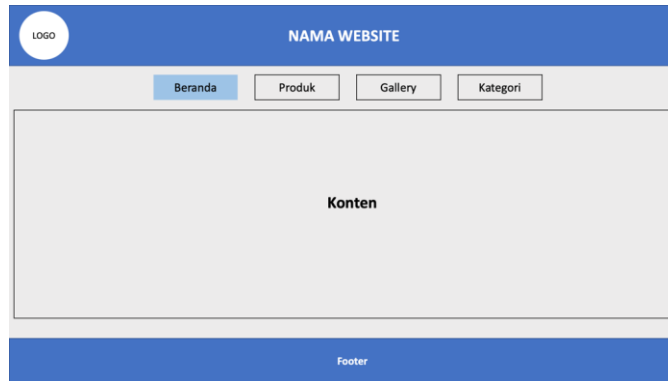 LOGO
NAMA WEBSITE
Beranda
Produk
Gallery
Kategori
Konten
Footer